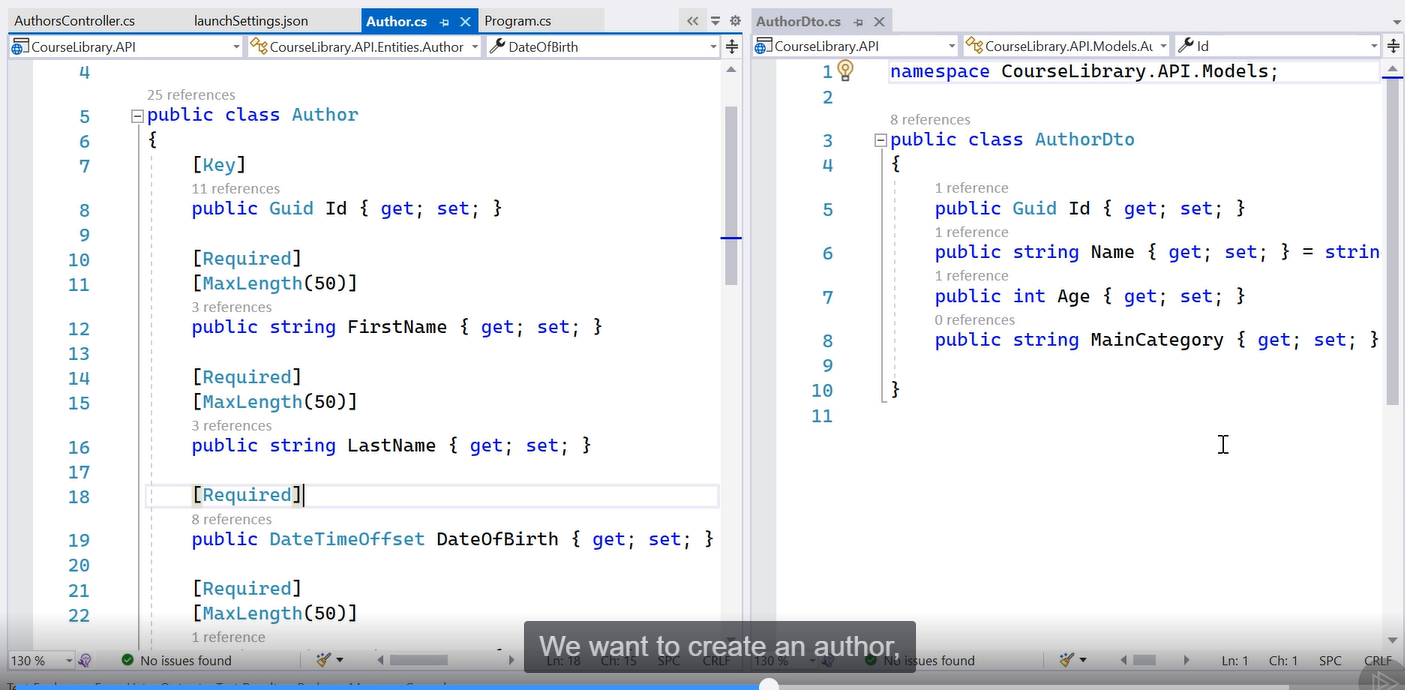 AuthorsController.cs launchSettings.json Author.cs Program.cs
CourseLibrary.API CourseLibrary.API.Entities.Author DateOfBirth
4
25 references
5 public class Author
6 {
7 [Key]
11 references
8 public Guid Id { get; set; }
9
10 [Required]
11 [MaxLength(50)]
3 references
12 public string FirstName { get; set; }
13
14 [Required]
15 [MaxLength(50)]
3 references
16 public string LastName { get; set; }
17
18 [Required]
8 references
19 public DateTimeOffset DateOfBirth { get; set; }
20
21 [Required]
22 [MaxLength(50)]
1 reference
130 % No issues found Ln: 18 Ch: 15 SPC CRLF
AuthorDto.cs
CourseLibrary.API CourseLibrary.API.Models.Au Id
1 namespace CourseLibrary.API.Models;
2
8 references
3 public class AuthorDto
4 {
1 reference
5 public Guid Id { get; set; }
1 reference
6 public string Name { get; set; } = strin
1 reference
7 public int Age { get; set; }
0 references
8 public string MainCategory { get; set; }
9
10 }
11
130 % No issues found Ln: 1 Ch: 1 SPC CRLF
We want to create an author,